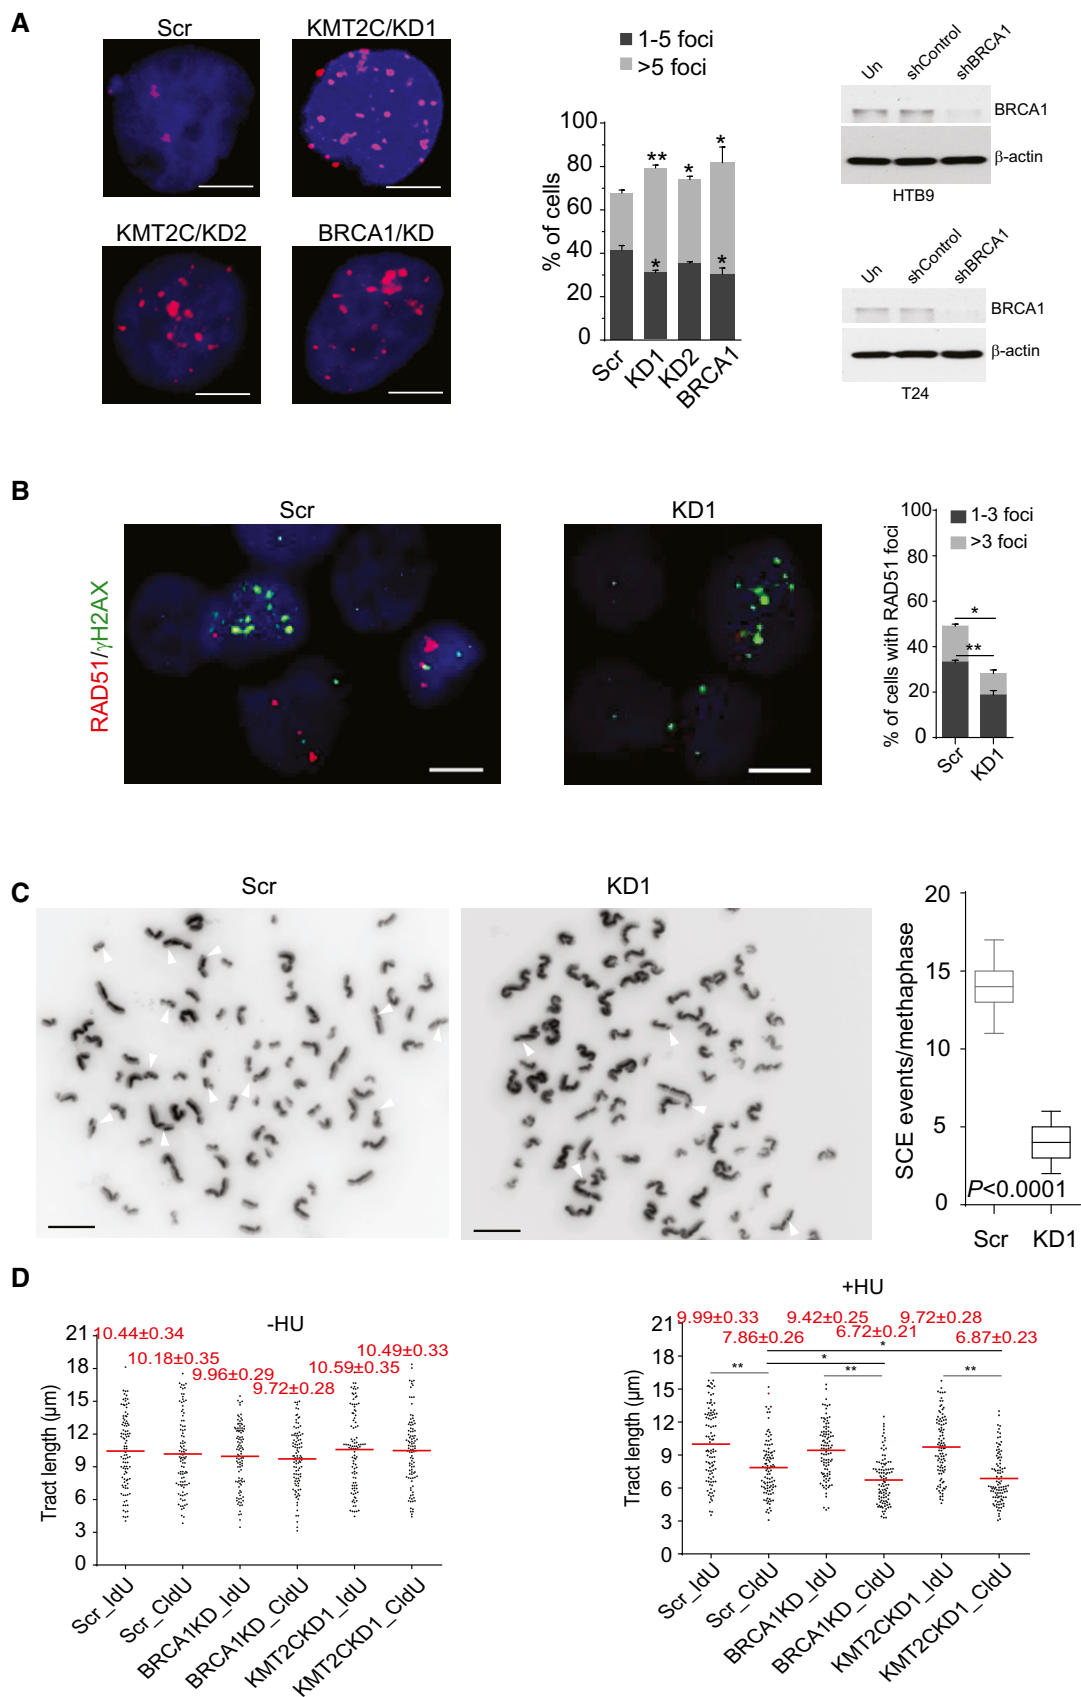 A
Scr
KMT2C/KD1
KMT2C/KD2
BRCA1/KD
1-5 foci
>5 foci
% of cells
100
80
60
40
20
0
**
*
*
*
*
Scr
KD1
KD2
BRCA1
Un
shControl
shBRCA1
BRCA1
β-actin
HTB9
Un
shControl
shBRCA1
BRCA1
β-actin
T24
B
RAD51/γH2AX
Scr
KD1
% of cells with RAD51 foci
100
80
60
40
20
0
1-3 foci
>3 foci
*
**
Scr
KD1
C
Scr
KD1
SCE events/methaphase
20
15
10
5
0
P<0.0001
Scr
KD1
D
-HU
Tract length (µm)
21
18
15
12
9
6
3
0
10.44±0.34
10.18±0.35
9.96±0.29
9.72±0.28
10.59±0.35
10.49±0.33
Scr_IdU
Scr_CldU
BRCA1KD_IdU
BRCA1KD_CldU
KMT2CKD1_IdU
KMT2CKD1_CldU
+HU
Tract length (µm)
21
18
15
12
9
6
3
0
9.99±0.33
7.86±0.26
9.42±0.25
6.72±0.21
9.72±0.28
6.87±0.23
*
*
**
**
**
Scr_IdU
Scr_CldU
BRCA1KD_IdU
BRCA1KD_CldU
KMT2CKD1_IdU
KMT2CKD1_CldU